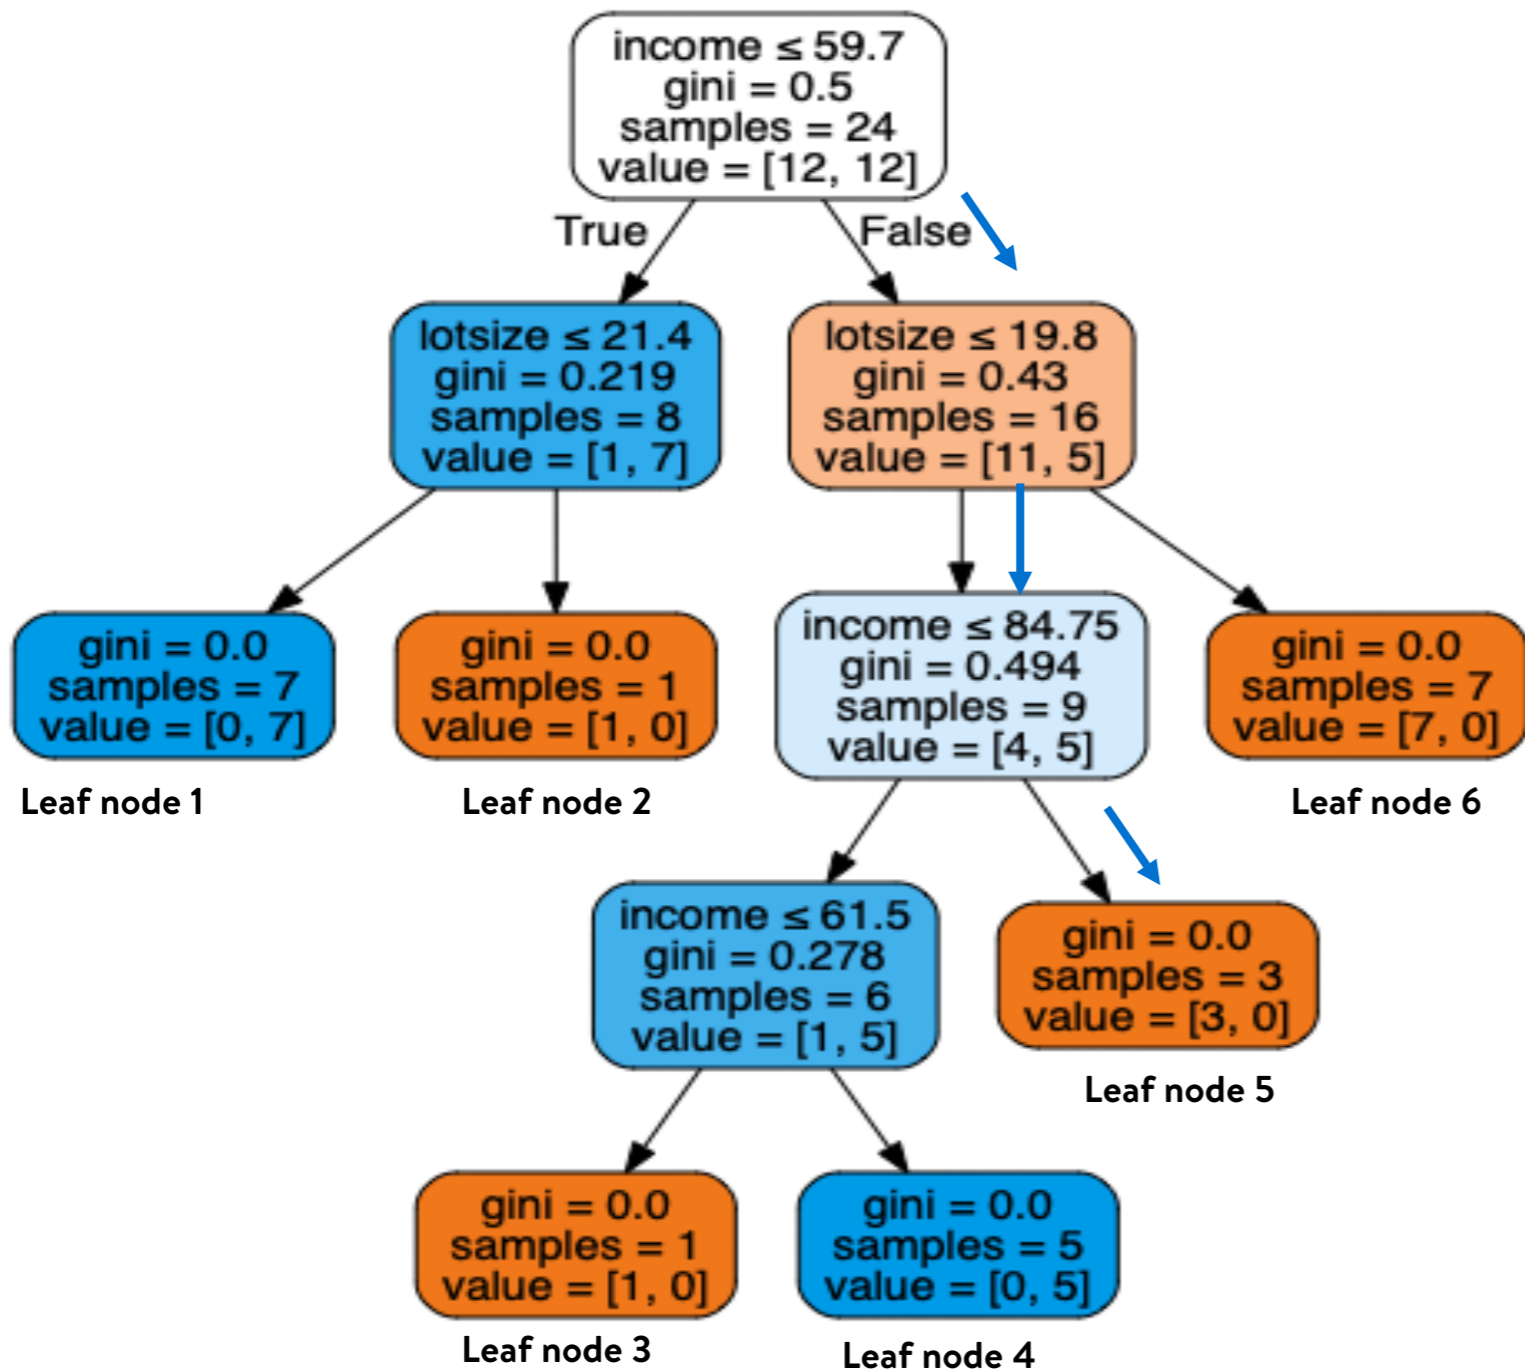 income ≤ 59.7
gini = 0.5
samples = 24
value = [12, 12]
True
False
lotsize ≤ 21.4
gini = 0.219
samples = 8
value = [1, 7]
lotsize ≤ 19.8
gini = 0.43
samples = 16
value = [11, 5]
gini = 0.0
samples = 7
value = [0, 7]
Leaf node 1
gini = 0.0
samples = 1
value = [1, 0]
Leaf node 2
income ≤ 84.75
gini = 0.494
samples = 9
value = [4, 5]
gini = 0.0
samples = 7
value = [7, 0]
Leaf node 6
income ≤ 61.5
gini = 0.278
samples = 6
value = [1, 5]
gini = 0.0
samples = 3
value = [3, 0]
Leaf node 5
gini = 0.0
samples = 1
value = [1, 0]
Leaf node 3
gini = 0.0
samples = 5
value = [0, 5]
Leaf node 4